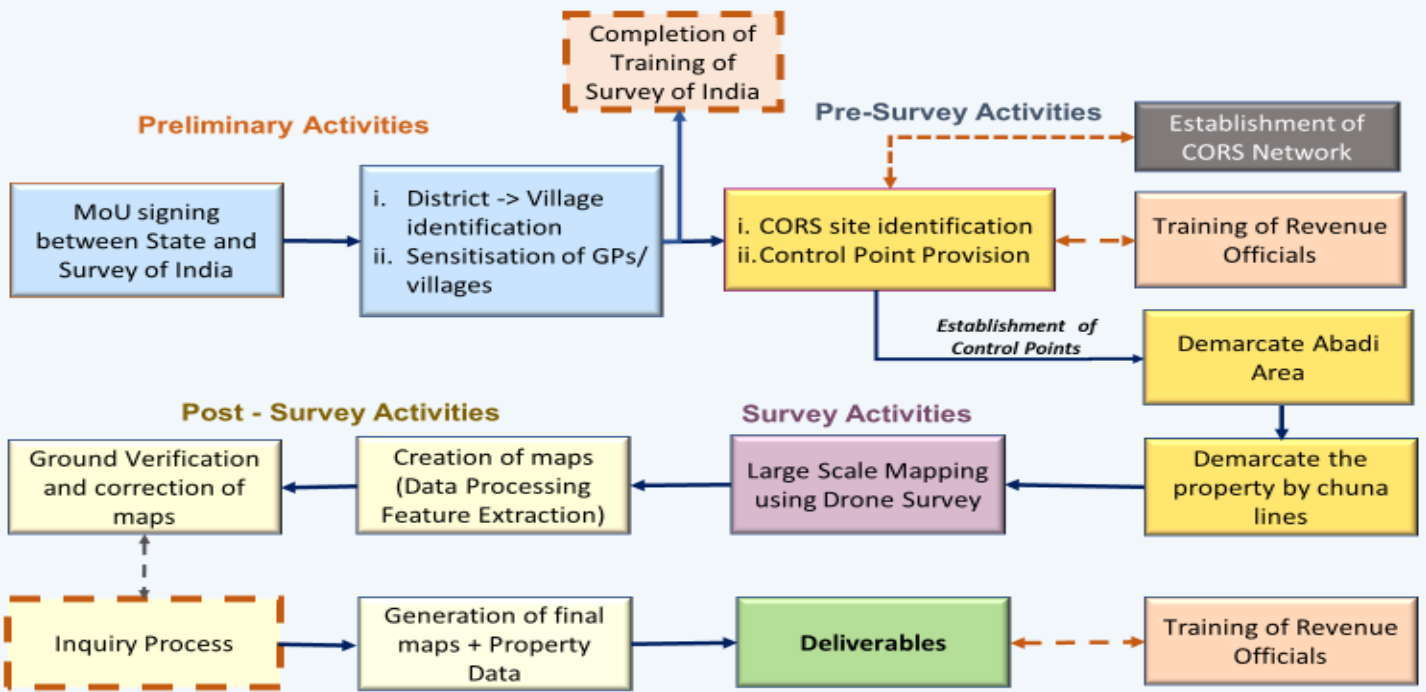 Completion of
Training of
Survey of India
Preliminary Activities
Pre-Survey Activities
Establishment of
CORS Network
MoU signing
between State and
Survey of India
i. District -> Village
identification
ii. Sensitisation of GPs/
villages
i. CORS site identification
ii.Control Point Provision
Training of Revenue
Officials
Establishment of
Control Points
Demarcate Abadi
Area
Post - Survey Activities
Survey Activities
Ground Verification
and correction of
maps
Creation of maps
(Data Processing
Feature Extraction)
Large Scale Mapping
using Drone Survey
Demarcate the
property by chuna
lines
Inquiry Process
Generation of final
maps + Property
Data
Deliverables
Training of Revenue
Officials